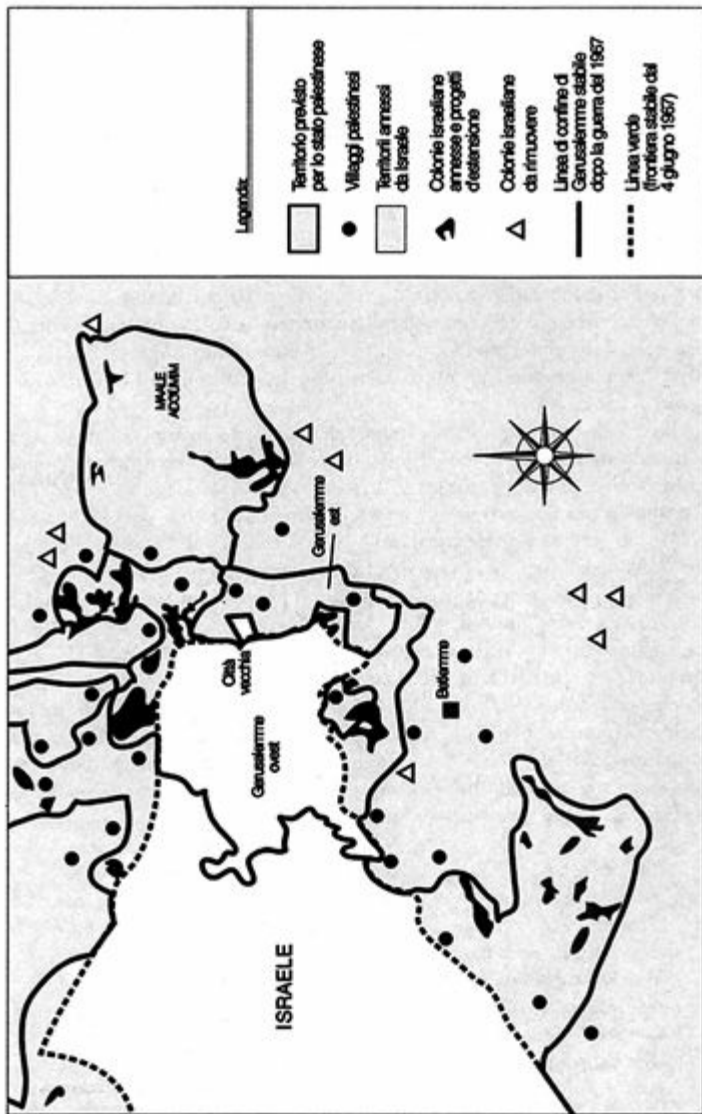 Legenda:
Territorio previsto
per lo stato palestinese
Villaggi palestinesi
Territori annessi
da Israele
Colonie israeliane
annesse e progetti
d'estensione
Colonie israeliane
da rimuovere
Linea di confine di
Gerusalemme stabile
dopo la guerra del 1967
Linea verde
(frontiera stabile dal
4 giugno 1967)
MAALE
ADOUMIM
Gerusalemme
est
Città
vecchia
Gerusalemme
ovest
Betlemme
ISRAELE